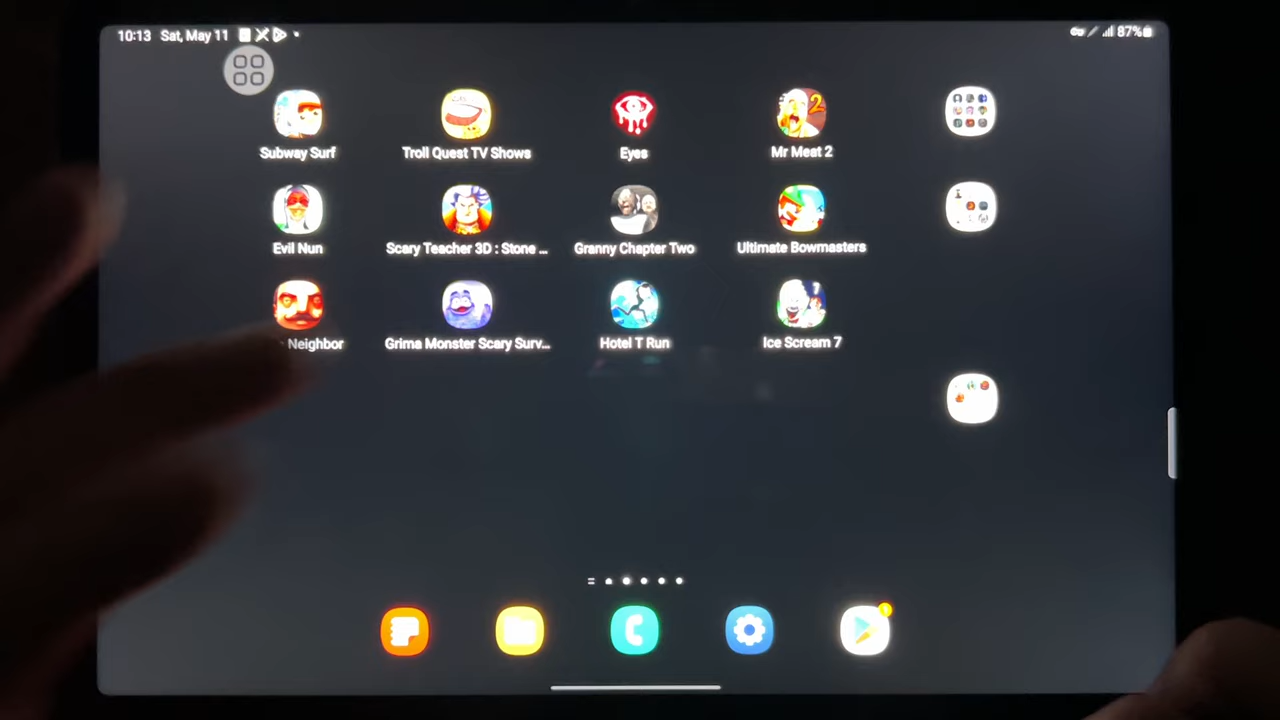 10:13 Sat, May 11
87%
Subway Surf
Troll Quest TV Shows
Eyes
Mr Meat 2
Evil Nun
Scary Teacher 3D : Stone ...
Granny Chapter Two
Ultimate Bowmasters
Neighbor
Grima Monster Scary Surv...
Hotel T Run
Ice Scream 7